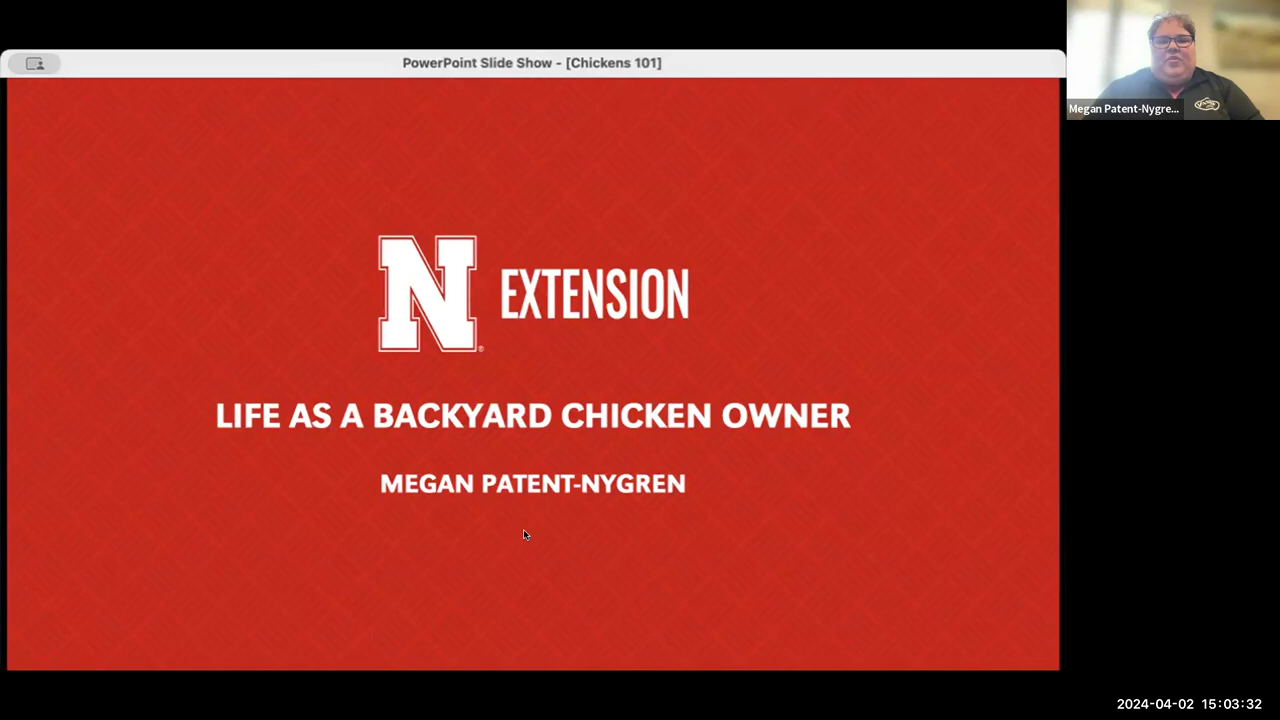 PowerPoint Slide Show - [Chickens 101]
Megan Patent-Nygre...
N EXTENSION
®
LIFE AS A BACKYARD CHICKEN OWNER
MEGAN PATENT-NYGREN
2024-04-02 15:03:32